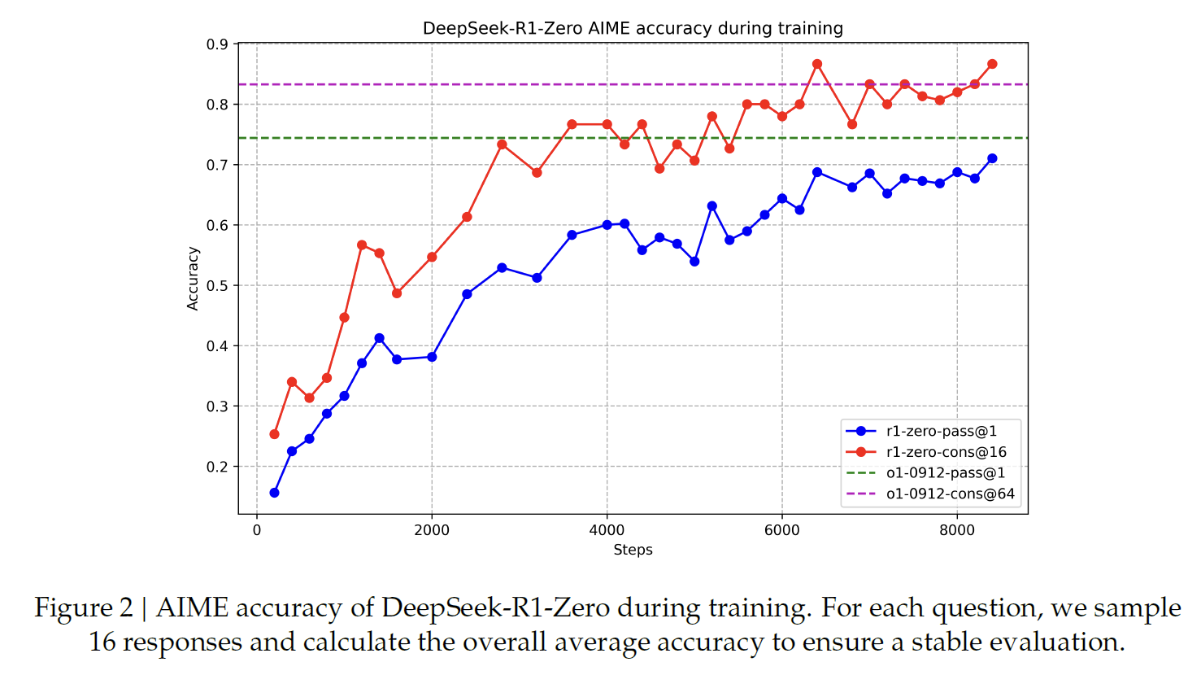 DeepSeek-R1-Zero AIME accuracy during training
0.9
0.8
0.7
0.6
0.5
0.4
0.3
0.2
Accuracy
0
2000
4000
6000
8000
Steps
r1-zero-pass@1
r1-zero-cons@16
o1-0912-pass@1
o1-0912-cons@64
Figure 2 | AIME accuracy of DeepSeek-R1-Zero during training. For each question, we sample
16 responses and calculate the overall average accuracy to ensure a stable evaluation.